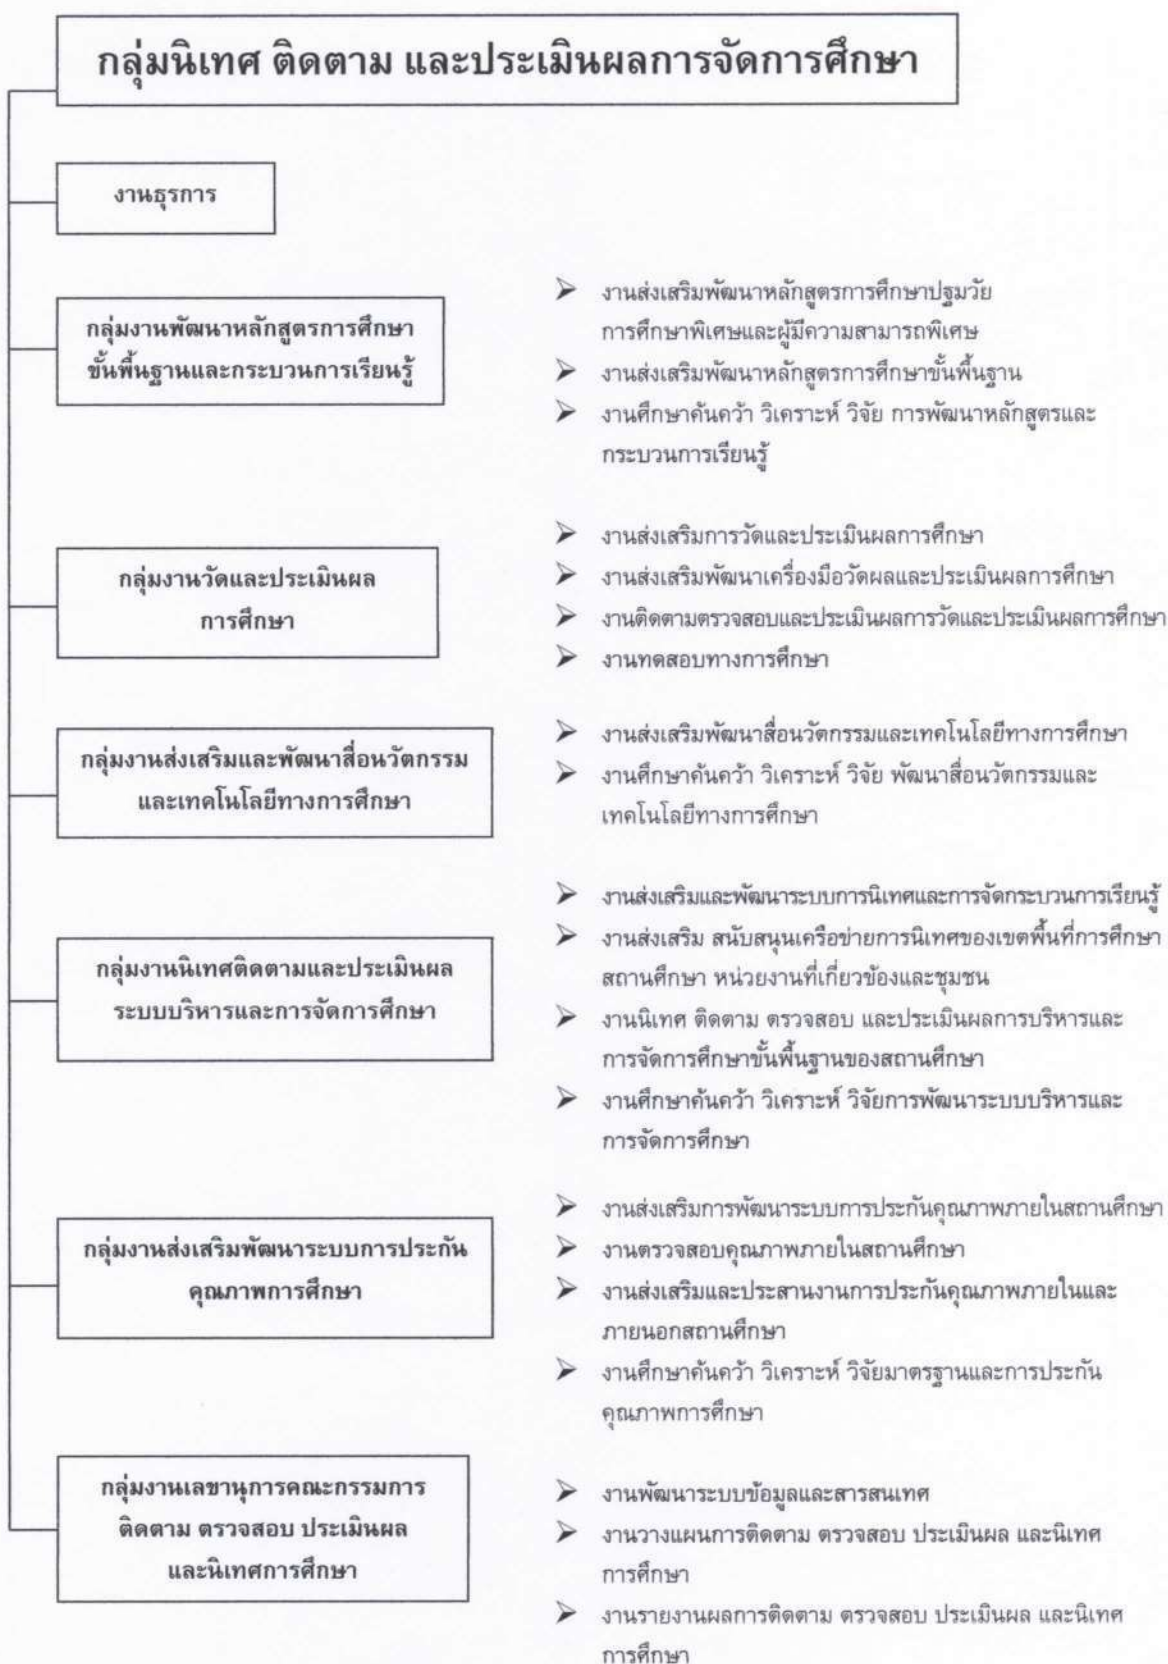 กลุ่มนิเทศ ติดตาม และประเมินผลการจัดการศึกษา
งานธุรการ
กลุ่มงานพัฒนาหลักสูตรการศึกษา
ขั้นพื้นฐานและกระบวนการเรียนรู้
➢ งานส่งเสริมพัฒนาหลักสูตรการศึกษาปฐมวัย
การศึกษาพิเศษและผู้มีความสามารถพิเศษ
➢ งานส่งเสริมพัฒนาหลักสูตรการศึกษาขั้นพื้นฐาน
➢ งานศึกษาค้นคว้า วิเคราะห์ วิจัย การพัฒนาหลักสูตรและ
กระบวนการเรียนรู้
กลุ่มงานวัดและประเมินผล
การศึกษา
➢ งานส่งเสริมการวัดและประเมินผลการศึกษา
➢ งานส่งเสริมพัฒนาเครื่องมือวัดผลและประเมินผลการศึกษา
➢ งานติดตามตรวจสอบและประเมินผลการวัดและประเมินผลการศึกษา
➢ งานทดสอบทางการศึกษา
กลุ่มงานส่งเสริมและพัฒนาสื่อนวัตกรรม
และเทคโนโลยีทางการศึกษา
➢ งานส่งเสริมพัฒนาสื่อนวัตกรรมและเทคโนโลยีทางการศึกษา
➢ งานศึกษาค้นคว้า วิเคราะห์ วิจัย พัฒนาสื่อนวัตกรรมและ
เทคโนโลยีทางการศึกษา
กลุ่มงานนิเทศติดตามและประเมินผล
ระบบบริหารและการจัดการศึกษา
➢ งานส่งเสริมและพัฒนาระบบการนิเทศและการจัดกระบวนการเรียนรู้
➢ งานส่งเสริม สนับสนุนเครือข่ายการนิเทศของเขตพื้นที่การศึกษา
สถานศึกษา หน่วยงานที่เกี่ยวข้องและชุมชน
➢ งานนิเทศ ติดตาม ตรวจสอบ และประเมินผลการบริหารและ
การจัดการศึกษาขั้นพื้นฐานของสถานศึกษา
➢ งานศึกษาค้นคว้า วิเคราะห์ วิจัยการพัฒนาระบบบริหารและ
การจัดการศึกษา
กลุ่มงานส่งเสริมพัฒนาระบบการประกัน
คุณภาพการศึกษา
➢ งานส่งเสริมการพัฒนาระบบการประกันคุณภาพภายในสถานศึกษา
➢ งานตรวจสอบคุณภาพภายในสถานศึกษา
➢ งานส่งเสริมและประสานงานการประกันคุณภาพภายในและ
ภายนอกสถานศึกษา
➢ งานศึกษาค้นคว้า วิเคราะห์ วิจัยมาตรฐานและการประกัน
คุณภาพการศึกษา
กลุ่มงานเลขานุการคณะกรรมการ
ติดตาม ตรวจสอบ ประเมินผล
และนิเทศการศึกษา
➢ งานพัฒนาระบบข้อมูลและสารสนเทศ
➢ งานวางแผนการติดตาม ตรวจสอบ ประเมินผล และนิเทศ
การศึกษา
➢ งานรายงานผลการติดตาม ตรวจสอบ ประเมินผล และนิเทศ
การศึกษา